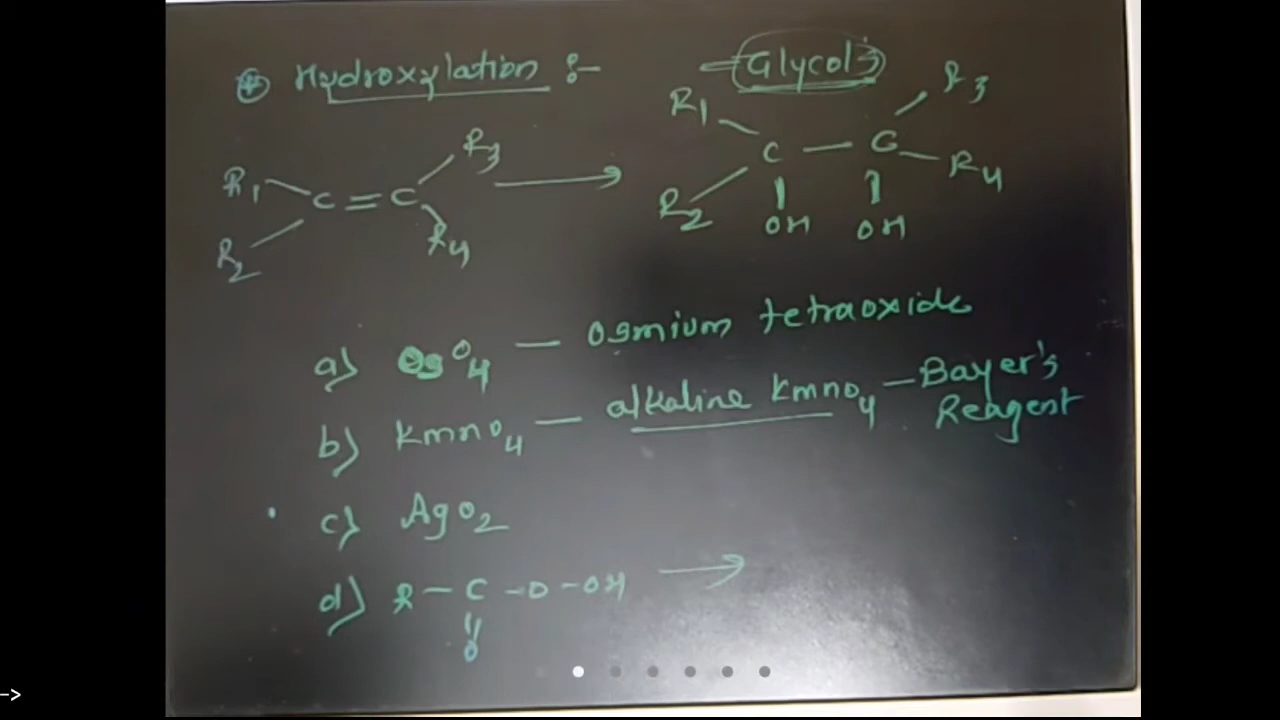 ⊕ Hydroxylation :-
= Glycol's
R1 R2 C = C R3 R4 → R1 R2 C — C R3 R4
OH OH
a) OsO4 — Osmium tetraoxide
b) KmnO4 — alkaline KmnO4 — Bayer's
Reagent
c) AgO2
d) R — C — O — OH →
O
->